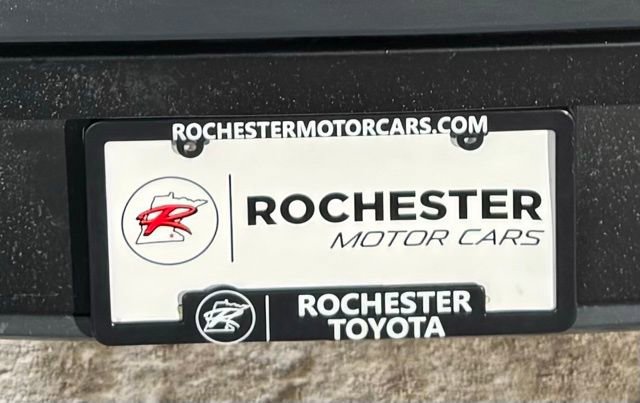 ROCHESTERMOTORCARS.COM
R
ROCHESTER
MOTOR CARS
R
ROCHESTER
TOYOTA